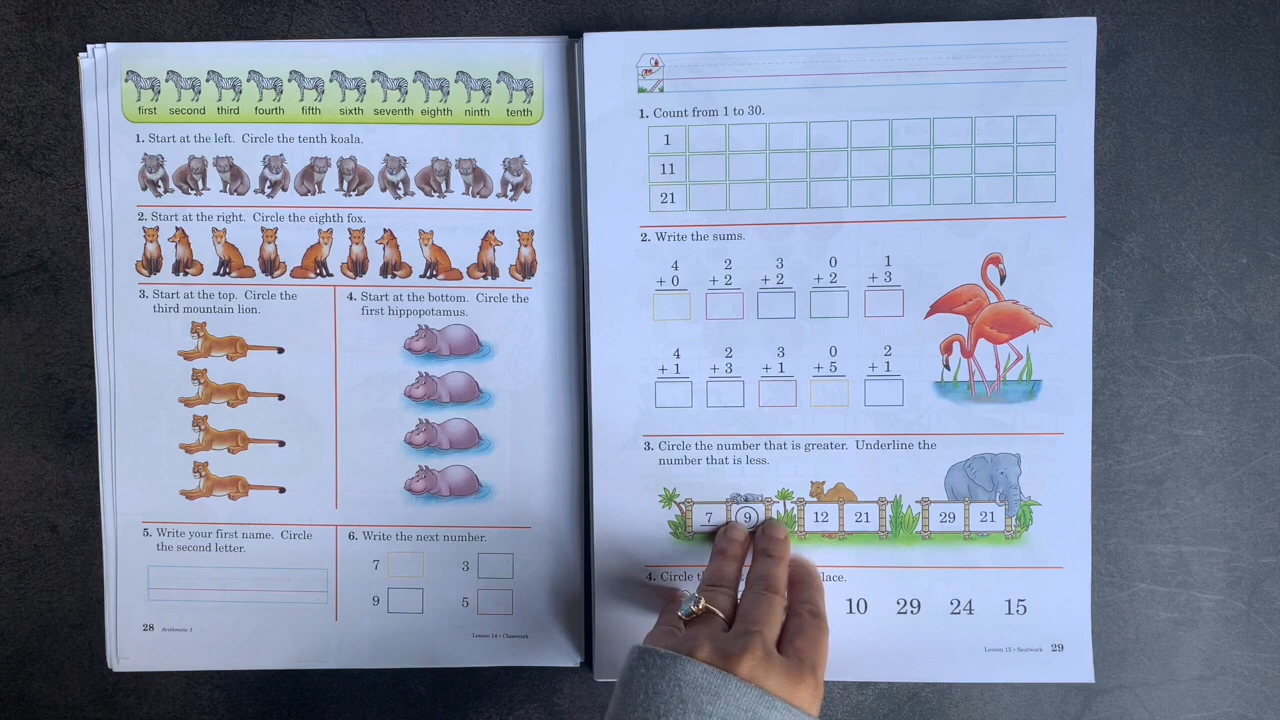 first second third fourth fifth sixth seventh eighth ninth tenth
1. Start at the left. Circle the tenth koala.
2. Start at the right. Circle the eighth fox.
3. Start at the top. Circle the
third mountain lion.
4. Start at the bottom. Circle the
first hippopotamus.
5. Write your first name. Circle
the second letter.
6. Write the next number.
7 3
9 5
28 Arithmetic 1
Lesson 14 • Classwork
1. Count from 1 to 30.
1
11
21
2. Write the sums.
4 2 3 0 1
+ 0 + 2 + 2 + 2 + 3
4 2 3 0 2
+ 1 + 3 + 1 + 5 + 1
3. Circle the number that is greater. Underline the
number that is less.
7 9 12 21 29 21
4. Circle
10 29 24 15
Lesson 15 • Seatwork 29